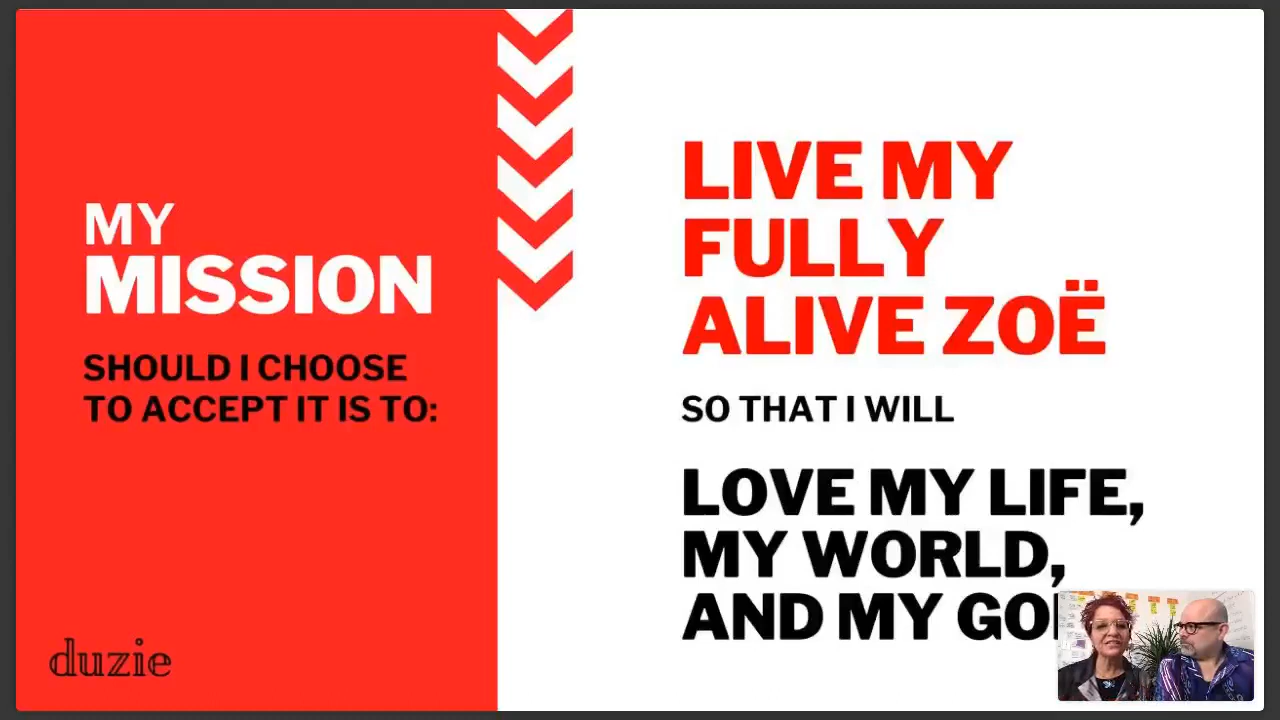 MY
MISSION
SHOULD I CHOOSE
TO ACCEPT IT IS TO:
duzie
LIVE MY
FULLY
ALIVE ZOË
SO THAT I WILL
LOVE MY LIFE,
MY WORLD,
AND MY